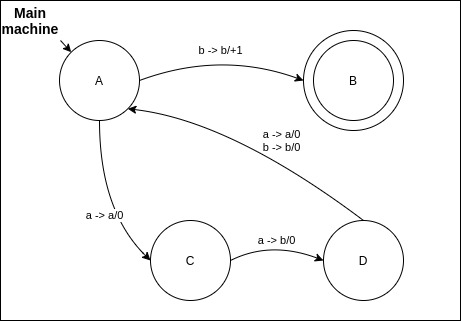 Main
machine
b -> b/+1
A
B
a -> a/0
b -> b/0
a -> a/0
a -> b/0
C
D